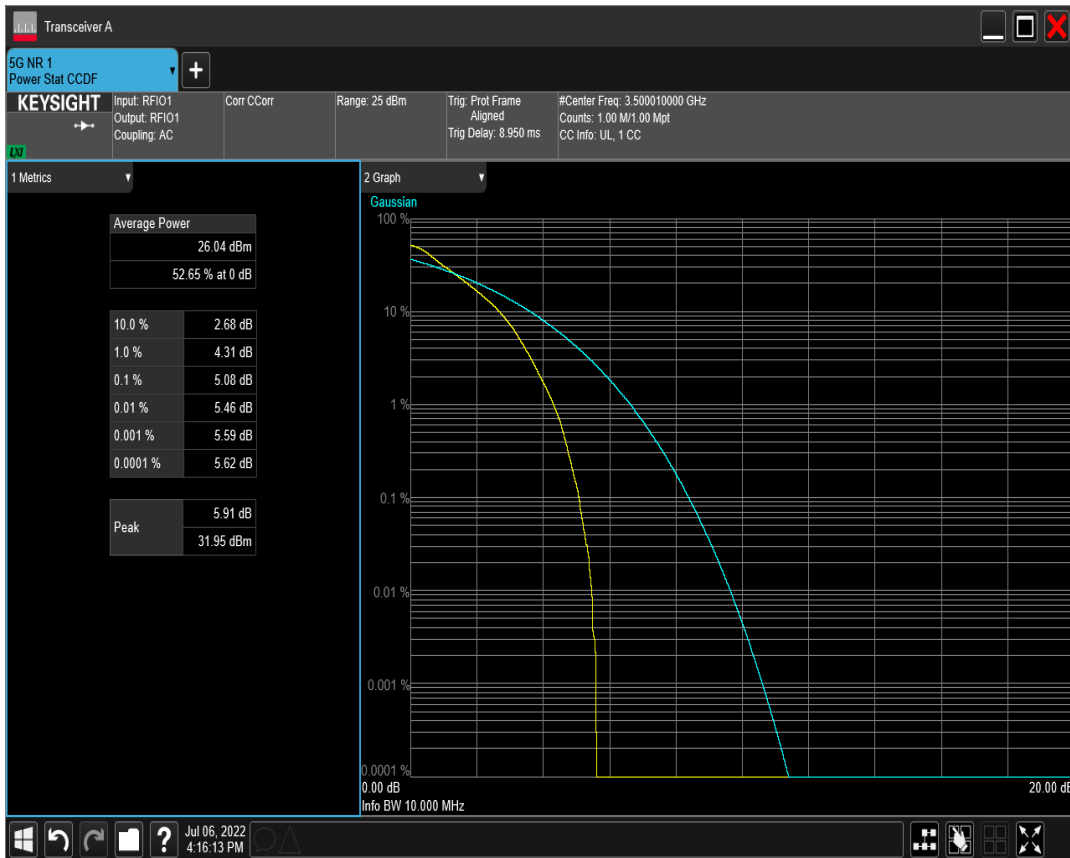 Transceiver A
5G NR 1
Power Stat CCDF
+
KEYSIGHT
LXI
Input: RFIO1
Output: RFIO1
Coupling: AC
Corr CCorr
Range: 25 dBm
Trig: Prot Frame
Aligned
Trig Delay: 8.950 ms
#Center Freq: 3.500010000 GHz
Counts: 1.00 M/1.00 Mpt
CC Info: UL, 1 CC
1 Metrics
Average Power
26.04 dBm
52.65 % at 0 dB
10.0 % 2.68 dB
1.0 % 4.31 dB
0.1 % 5.08 dB
0.01 % 5.46 dB
0.001 % 5.59 dB
0.0001 % 5.62 dB
Peak
5.91 dB
31.95 dBm
2 Graph
Gaussian
100 %
10 %
1 %
0.1 %
0.01 %
0.001 %
0.0001 %
0.00 dB 20.00 dB
Info BW 10.000 MHz
?
Jul 06, 2022
4:16:13 PM